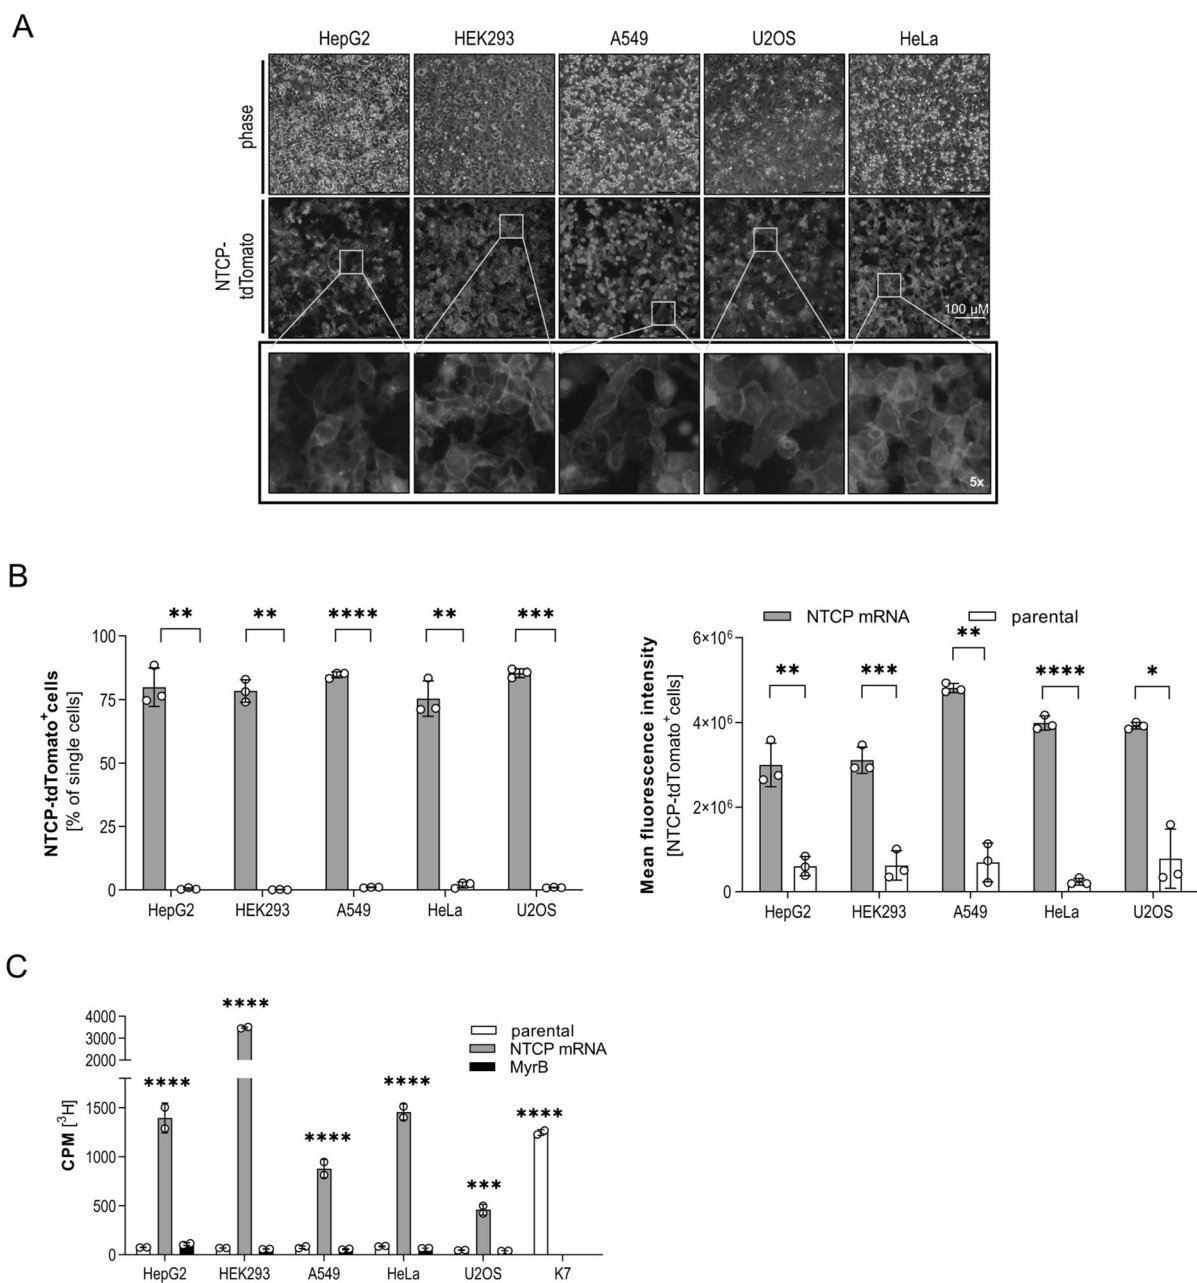 A
HepG2 HEK293 A549 U2OS HeLa
phase
NTCP-
tdTomato
100 µM
5x
B
NTCP-tdTomato⁺cells
[% of single cells]
100
75
50
25
0
** ** **** ** ***
HepG2 HEK293 A549 HeLa U2OS
NTCP mRNA parental
Mean fluorescence intensity
[NTCP-tdTomato⁺cells]
6×10⁶
4×10⁶
2×10⁶
0
** *** ** **** *
HepG2 HEK293 A549 HeLa U2OS
C
CPM [³H]
4000
3000
2000
1500
1000
500
0
**** **** **** **** *** ****
parental
NTCP mRNA
MyrB
HepG2 HEK293 A549 HeLa U2OS K7